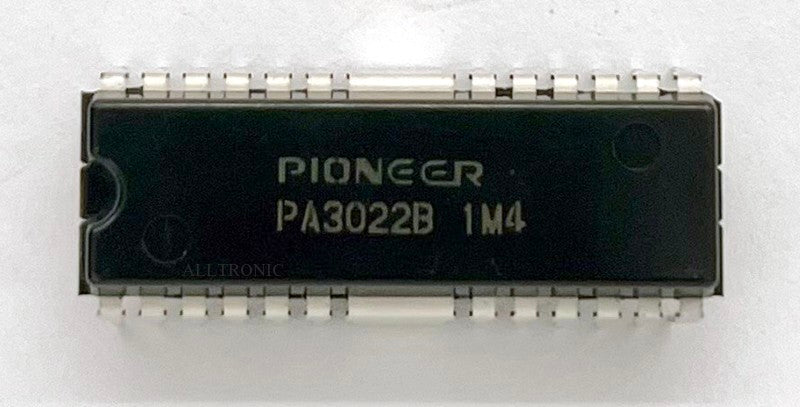 PIONEER
PA3022B 1M4
ALLTRONIC